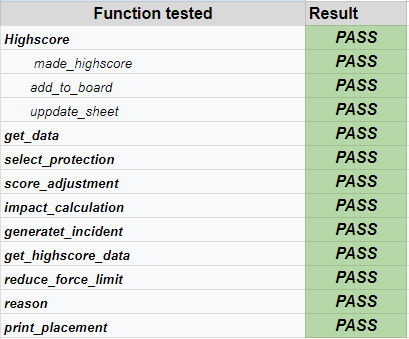 Function tested Result
Highscore PASS
made_highscore PASS
add_to_board PASS
uppdate_sheet PASS
get_data PASS
select_protection PASS
score_adjustment PASS
impact_calculation PASS
generatet_incident PASS
get_highscore_data PASS
reduce_force_limit PASS
reason PASS
print_placement PASS